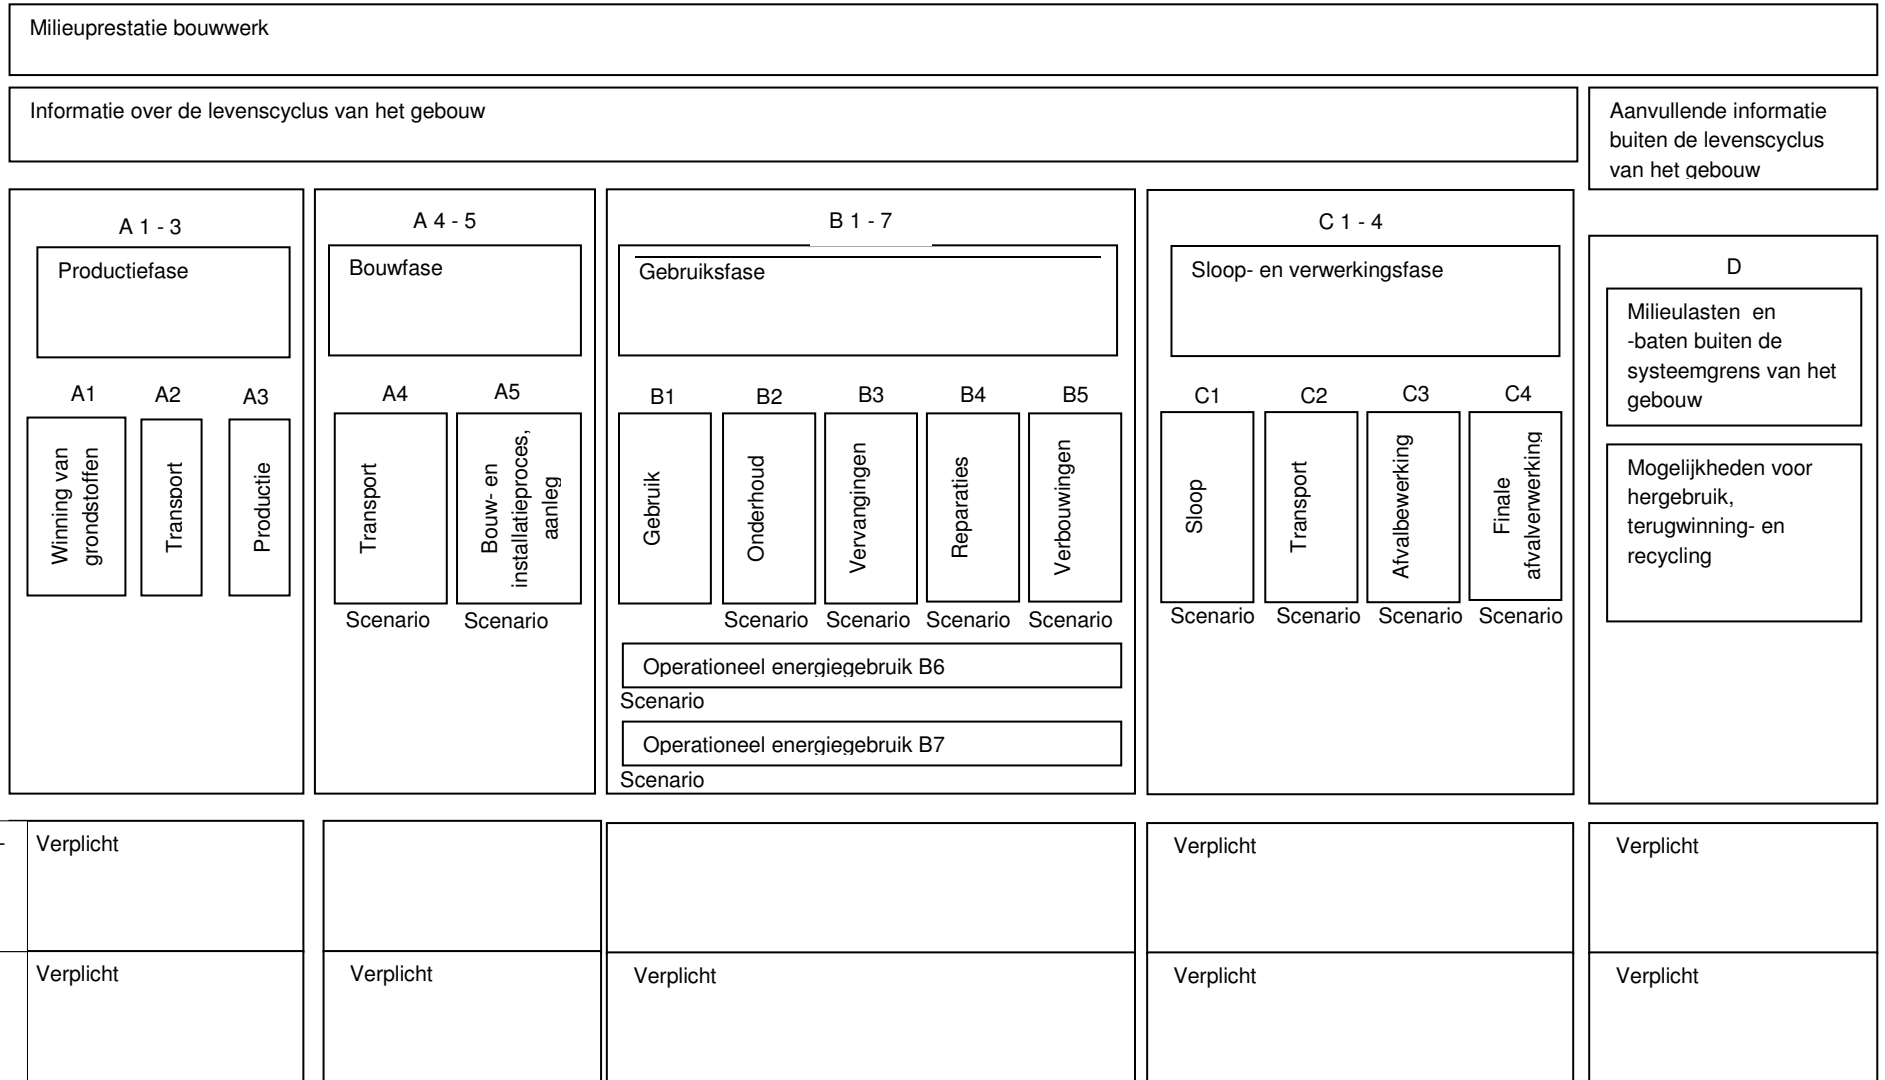 Milieuprestatie bouwwerk
Informatie over de levenscyclus van het gebouw
Aanvullende informatie
buiten de levenscyclus
van het gebouw
A 1 - 3
Productiefase
A1
A2
A3
Winning van
grondstoffen
Transport
Productie
A 4 - 5
Bouwfase
A4
A5
Transport
Bouw- en
installatieproces,
aanleg
Scenario
Scenario
B 1 - 7
Gebruiksfase
B1
B2
B3
B4
B5
Gebruik
Onderhoud
Vervangingen
Reparaties
Verbouwingen
Scenario
Scenario
Scenario
Scenario
Operationeel energiegebruik B6
Scenario
Operationeel energiegebruik B7
Scenario
C 1 - 4
Sloop- en verwerkingsfase
C1
C2
C3
C4
Sloop
Transport
Afvalbewerking
Finale
afvalverwerking
Scenario
Scenario
Scenario
Scenario
D
Milieulasten en
-baten buiten de
systeemgrens van het
gebouw
Mogelijkheden voor
hergebruik,
terugwinning- en
recycling
-
Verplicht
Verplicht
Verplicht
Verplicht
Verplicht
Verplicht
Verplicht
Verplicht